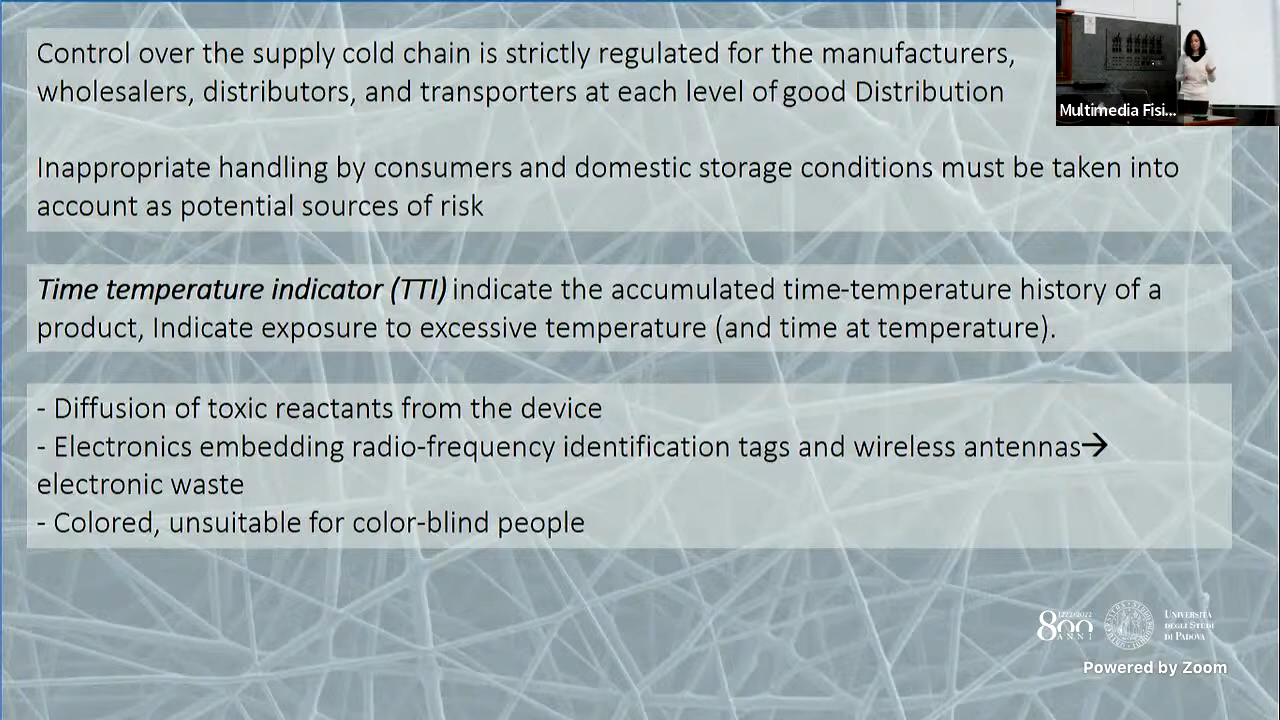 Control over the supply cold chain is strictly regulated for the manufacturers,
wholesalers, distributors, and transporters at each level of good Distribution
Multimedia Fisi...
Inappropriate handling by consumers and domestic storage conditions must be taken into
account as potential sources of risk
Time temperature indicator (TTI) indicate the accumulated time-temperature history of a
product, Indicate exposure to excessive temperature (and time at temperature).
- Diffusion of toxic reactants from the device
- Electronics embedding radio-frequency identification tags and wireless antennas→
electronic waste
- Colored, unsuitable for color-blind people
1222·2022
800
ANNI
UNIVERSITÀ
DEGLI STUDI
DI PADOVA
Powered by Zoom